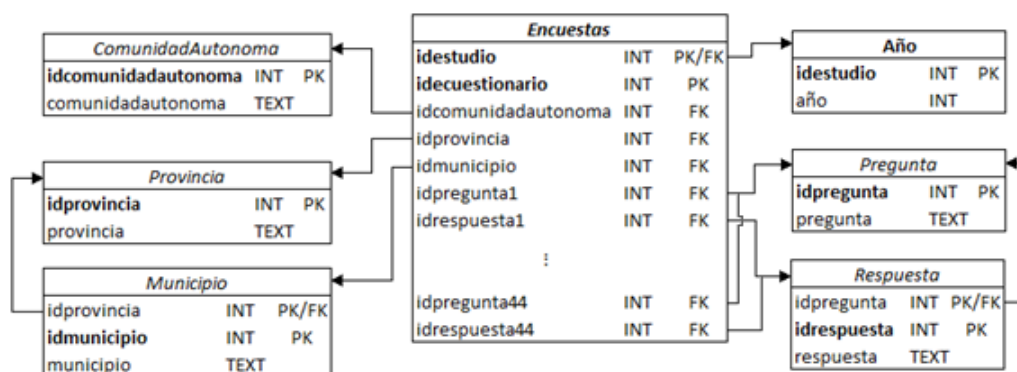 ComunidadAutonoma
idcomunidadautonoma INT PK
comunidadautonoma TEXT
Provincia
idprovincia INT PK
provincia TEXT
Municipio
idprovincia INT PK/FK
idmunicipio INT PK
municipio TEXT
Encuestas
idestudio INT PK/FK
idecuestionario INT PK
idcomunidadautonoma INT FK
idprovincia INT FK
idmunicipio INT FK
idpregunta1 INT FK
idrespuesta1 INT FK
⋮
idpregunta44 INT FK
idrespuesta44 INT FK
Año
idestudio INT PK
año INT
Pregunta
idpregunta INT PK
pregunta TEXT
Respuesta
idpregunta INT PK/FK
idrespuesta INT PK
respuesta TEXT